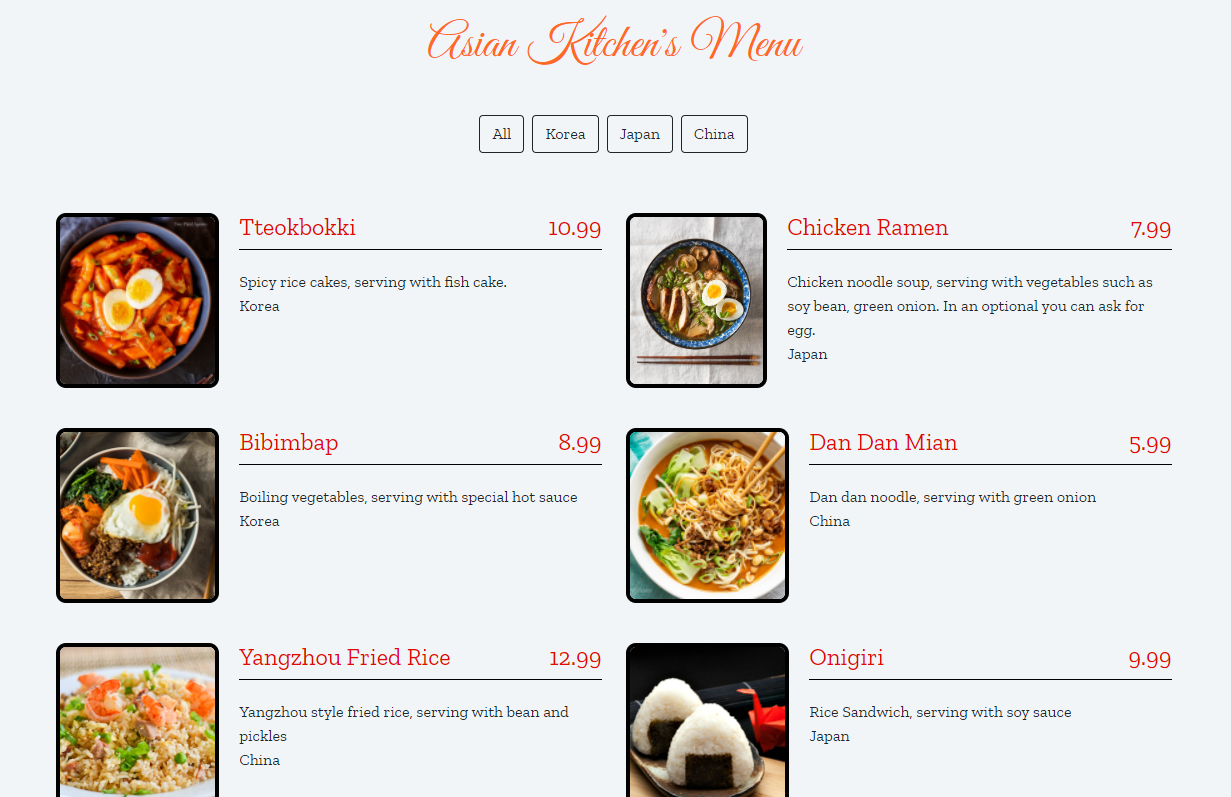 Asian Kitchen's Menu
All
Korea
Japan
China
Tteokbokki 10.99
Spicy rice cakes, serving with fish cake.
Korea
Chicken Ramen 7.99
Chicken noodle soup, serving with vegetables such as
soy bean, green onion. In an optional you can ask for
egg.
Japan
Bibimbap 8.99
Boiling vegetables, serving with special hot sauce
Korea
Dan Dan Mian 5.99
Dan dan noodle, serving with green onion
China
Yangzhou Fried Rice 12.99
Yangzhou style fried rice, serving with bean and
pickles
China
Onigiri 9.99
Rice Sandwich, serving with soy sauce
Japan